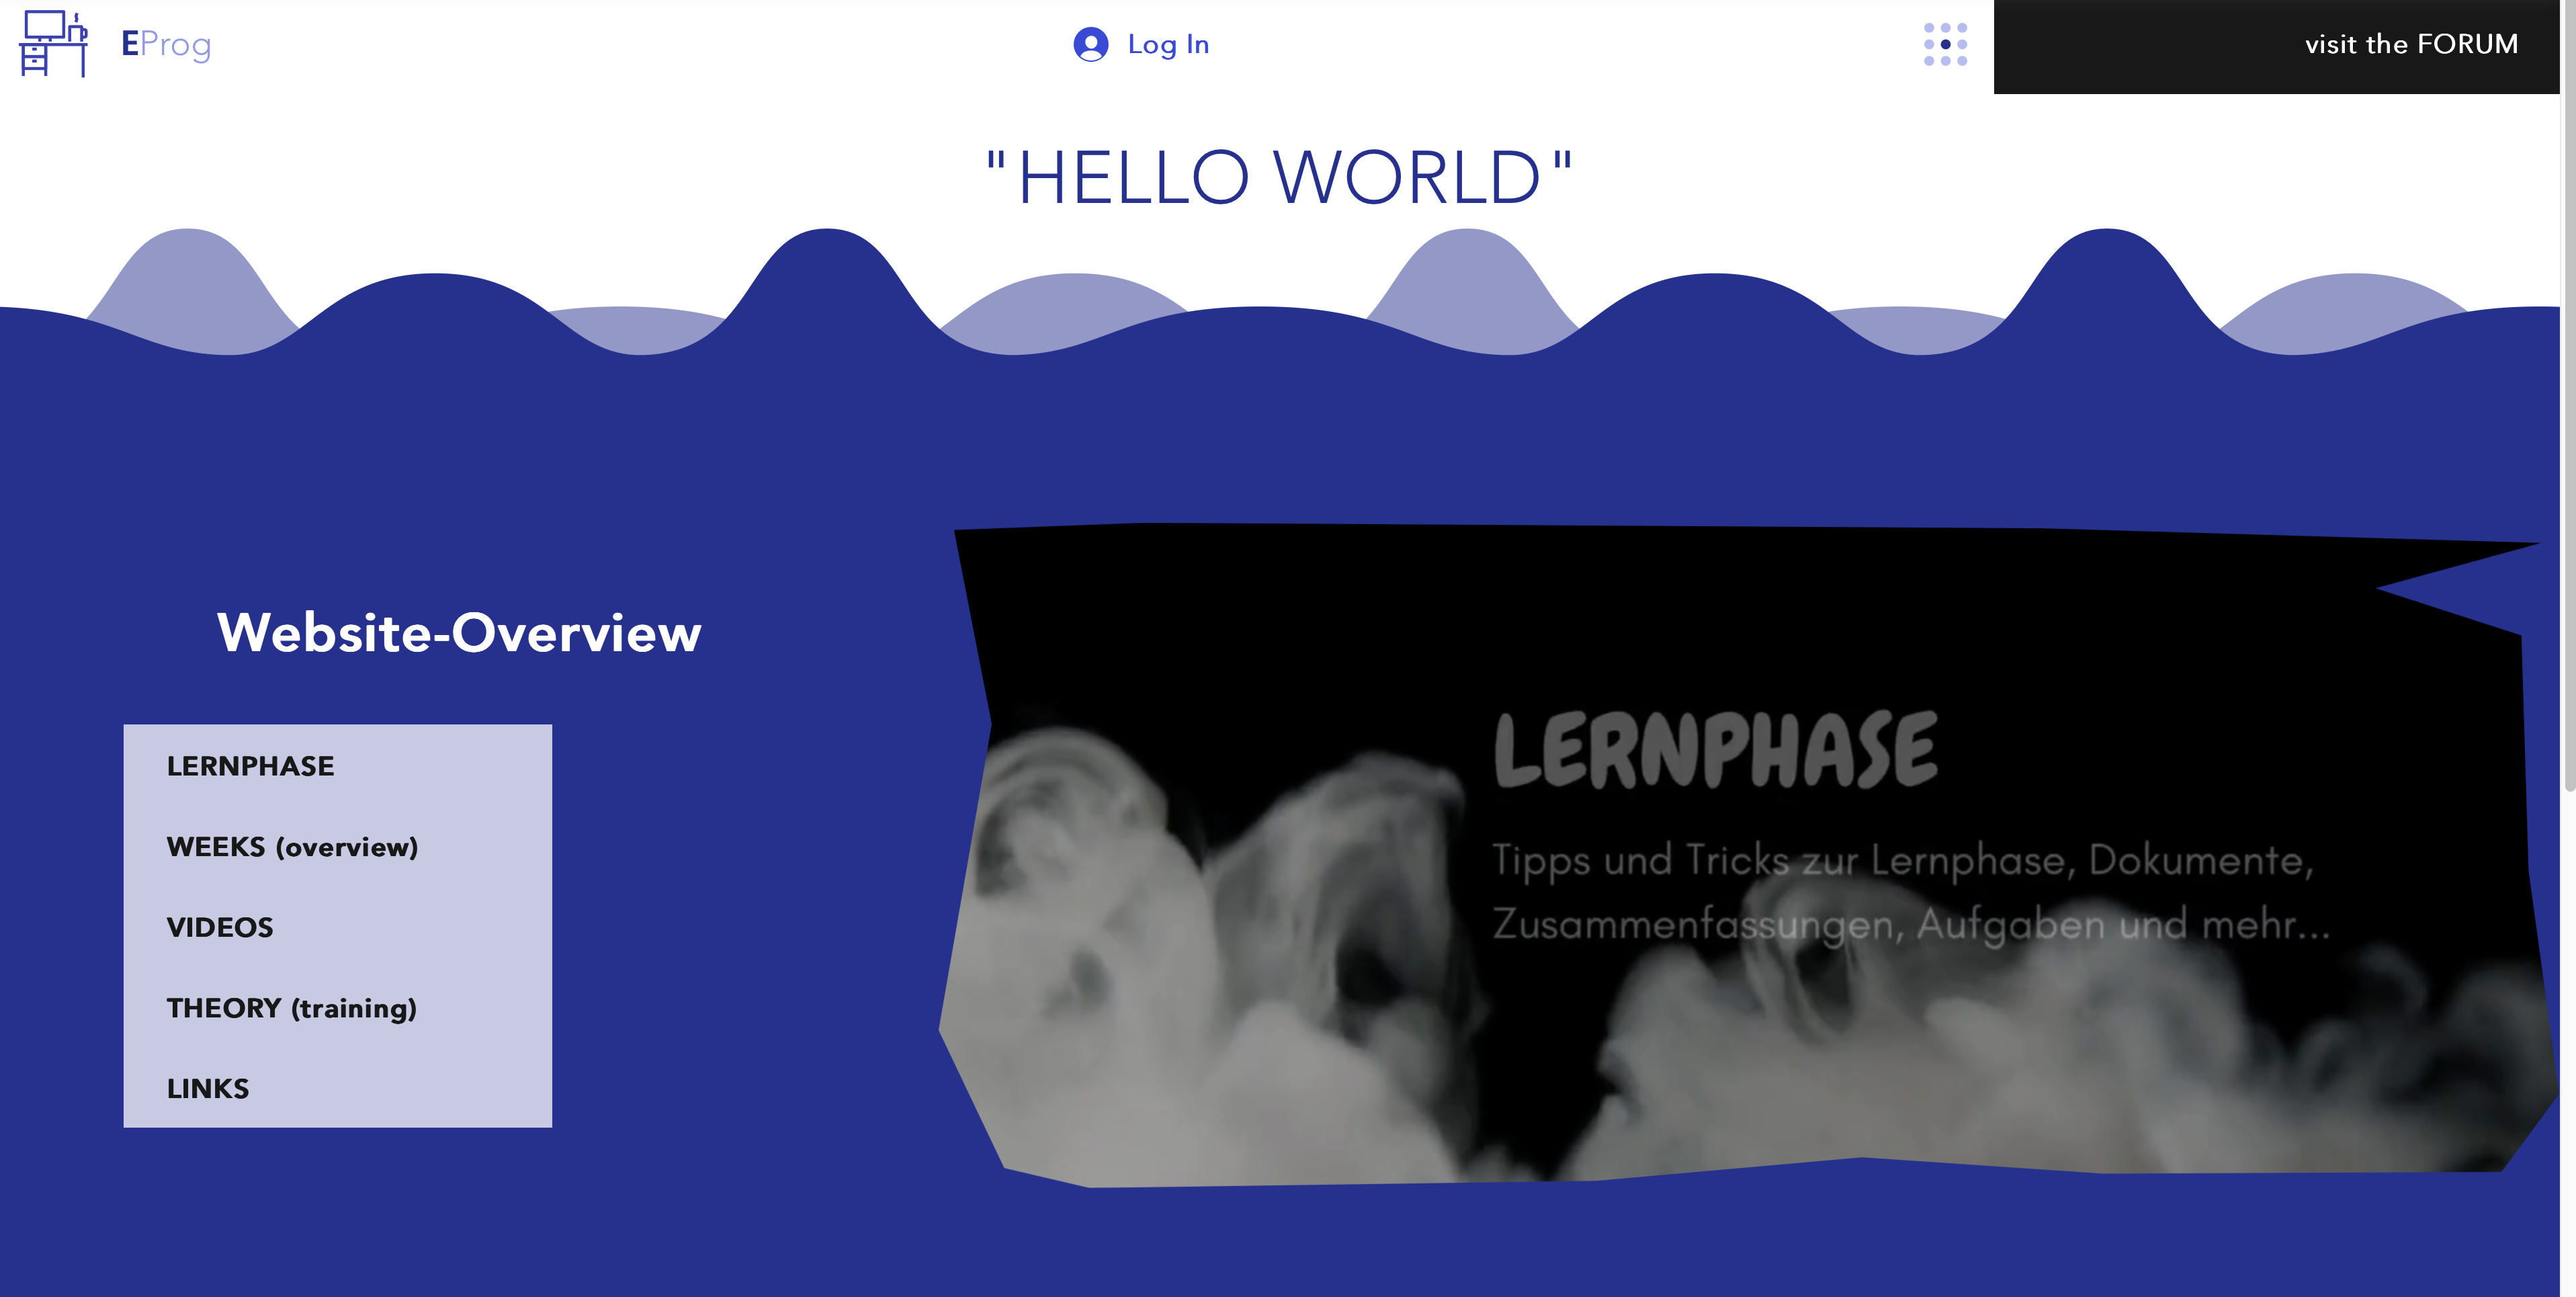 EProg
Log In
visit the FORUM
"HELLO WORLD"
Website-Overview
LERNPHASE
WEEKS (overview)
VIDEOS
THEORY (training)
LINKS
LERNPHASE
Tipps und Tricks zur Lernphase, Dokumente,
Zusammenfassungen, Aufgaben und mehr...